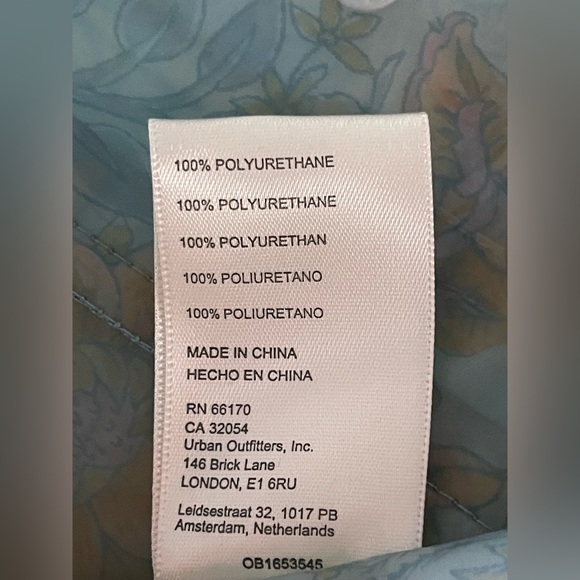 100% POLYURETHANE
100% POLYURETHANE
100% POLYURETHAN
100% POLIURETANO
100% POLIURETANO
MADE IN CHINA
HECHO EN CHINA
RN 66170
CA 32054
Urban Outfitters, Inc.
146 Brick Lane
LONDON, E1 6RU
Leidsestraat 32, 1017 PB
Amsterdam, Netherlands
OB1653545